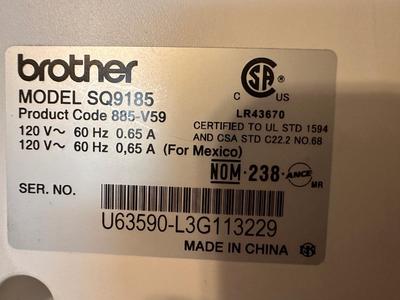 brother
MODEL SQ9185
Product Code 885-V59
120 V～ 60 Hz 0.65 A
120 V～ 60 Hz 0,65 A (For Mexico)
C SA US
LR43670
CERTIFIED TO UL STD 1594
AND CSA STD C22.2 NO.68
NOM-238-ANCE MR
SER. NO.
U63590-L3G113229
MADE IN CHINA